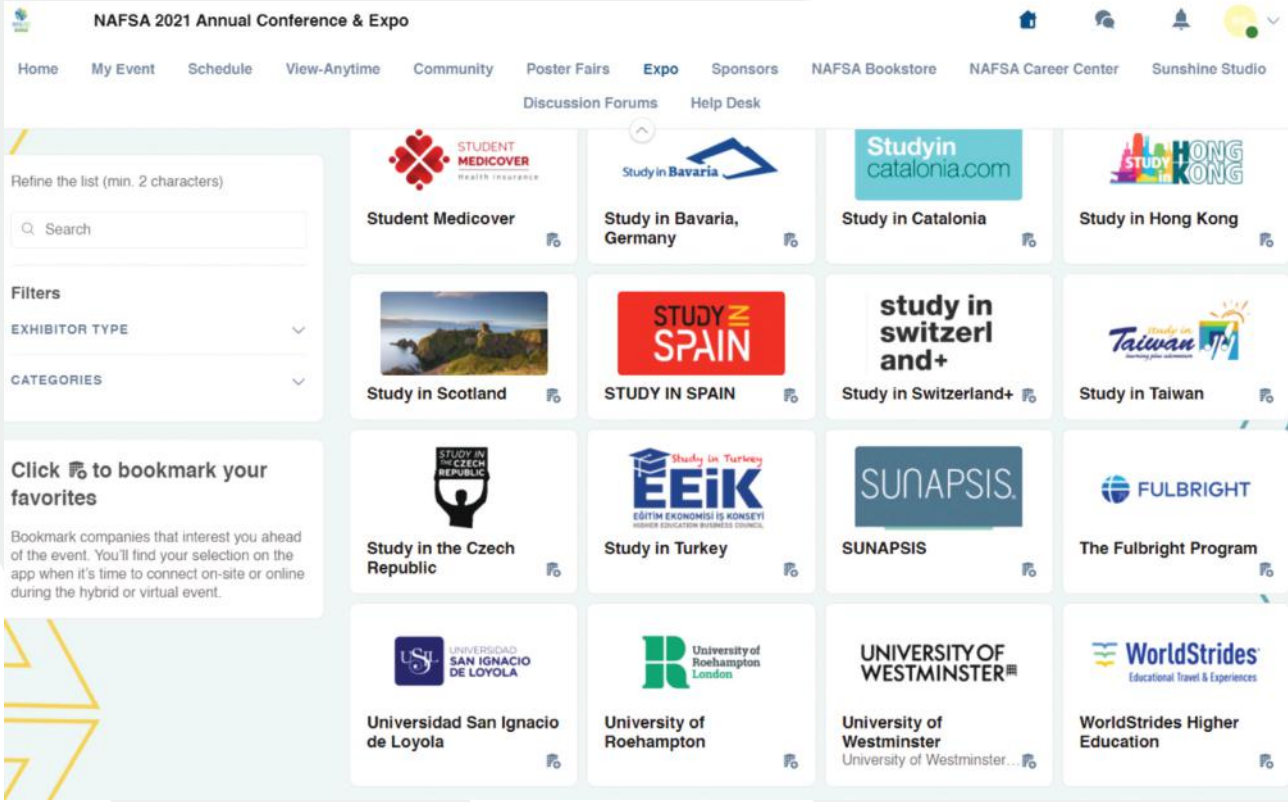 NAFSA 2021 Annual Conference & Expo
Home My Event Schedule View-Anytime Community Poster Fairs Expo Sponsors NAFSA Bookstore NAFSA Career Center Sunshine Studio
Discussion Forums Help Desk
Refine the list (min. 2 characters)
Search
Filters
EXHIBITOR TYPE
CATEGORIES
Click to bookmark your
favorites
Bookmark companies that interest you ahead
of the event. You'll find your selection on the
app when it's time to connect on-site or online
during the hybrid or virtual event.
STUDENT
MEDICOVER
Health Insurance
Student Medicover
Study in Bavaria
Study in Bavaria,
Germany
Studyin
catalonia.com
Study in Catalonia
STUDY in HONG KONG
Study in Hong Kong
Study in Scotland
STUDY IN
SPAIN
STUDY IN SPAIN
study in
switzerl
and+
Study in Switzerland+
study in
Taiwan
learning plus adventure
Study in Taiwan
STUDY IN
THE CZECH
REPUBLIC
Study in the Czech
Republic
Study in Turkey
EEiK
EĞİTİM EKONOMİSİ İŞ KONSEYİ
HIGHER EDUCATION BUSINESS COUNCIL
Study in Turkey
SUNAPSIS.
SUNAPSIS
FULBRIGHT
The Fulbright Program
USIL
UNIVERSIDAD
SAN IGNACIO
DE LOYOLA
Universidad San Ignacio
de Loyola
R
University of
Roehampton
London
University of
Roehampton
UNIVERSITY OF
WESTMINSTER
University of
Westminster
University of Westminster...
WorldStrides
Educational Travel & Experiences
WorldStrides Higher
Education